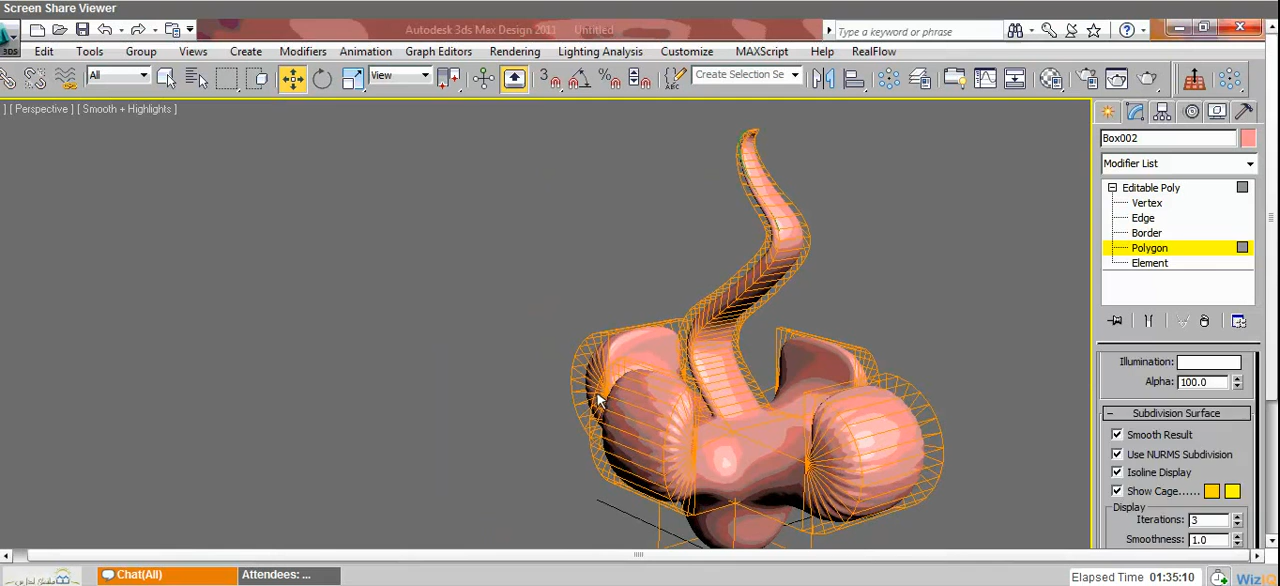 Screen Share Viewer
Autodesk 3ds Max Design 2011 Untitled
Type a keyword or phrase
3DS
Edit Tools Group Views Create Modifiers Animation Graph Editors Rendering Lighting Analysis Customize MAXScript Help RealFlow
All View 3 % ABC Create Selection Se
] [ Perspective ] [ Smooth + Highlights ]
Box002
Modifier List
Editable Poly
Vertex
Edge
Border
Polygon
Element
Illumination:
Alpha: 100.0
Subdivision Surface
Smooth Result
Use NURMS Subdivision
Isoline Display
Show Cage......
Display
Iterations: 3
Smoothness: 1.0
Chat(All) Attendees: ... Elapsed Time 01:35:10